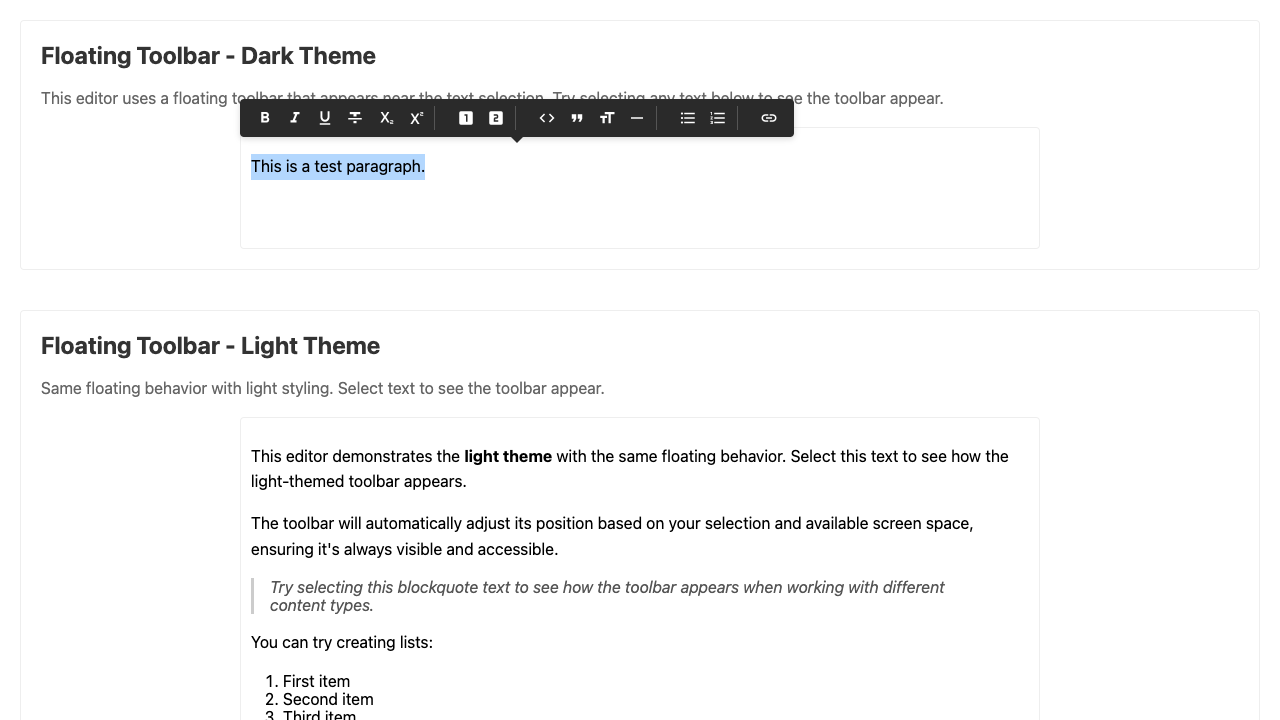 Floating Toolbar - Dark Theme
This editor uses a floating toolbar that appears near the text selection. Try selecting any text below to see the toolbar appear.
B I U T X₂ X² 1 2 <> " TT — 
This is a test paragraph.
Floating Toolbar - Light Theme
Same floating behavior with light styling. Select text to see the toolbar appear.
This editor demonstrates the light theme with the same floating behavior. Select this text to see how the
light-themed toolbar appears.
The toolbar will automatically adjust its position based on your selection and available screen space,
ensuring it's always visible and accessible.
Try selecting this blockquote text to see how the toolbar appears when working with different
content types.
You can try creating lists:
1. First item
2. Second item
3. Third item